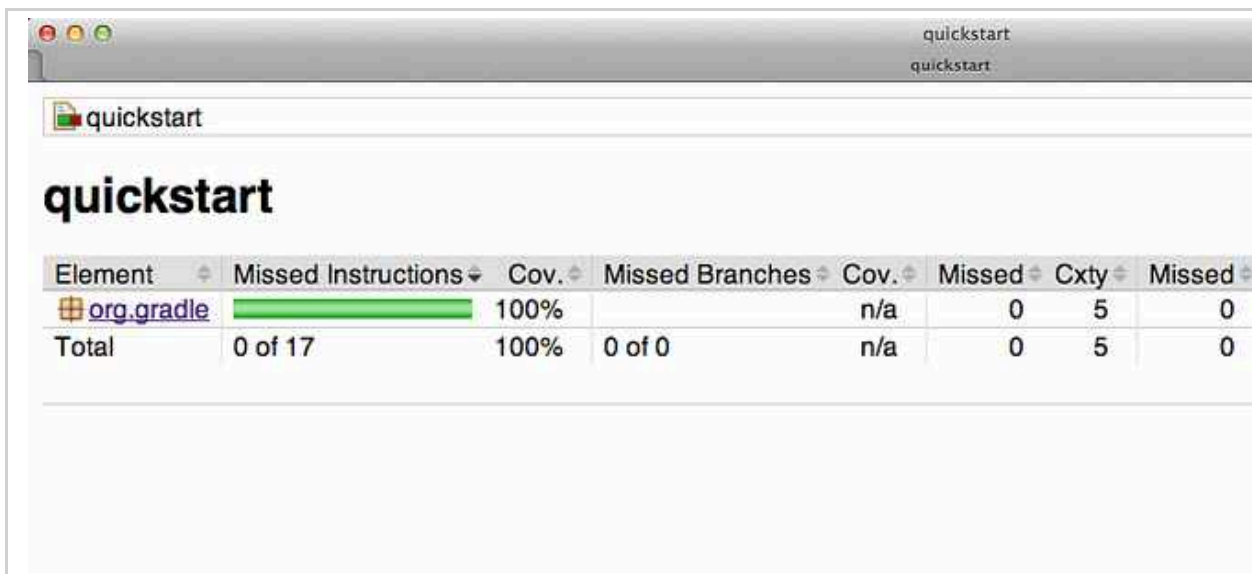 quickstart
quickstart
quickstart
quickstart
Element Missed Instructions Cov. Missed Branches Cov. Missed Cxty Missed
org.gradle 100% n/a 0 5 0
Total 0 of 17 100% 0 of 0 n/a 0 5 0